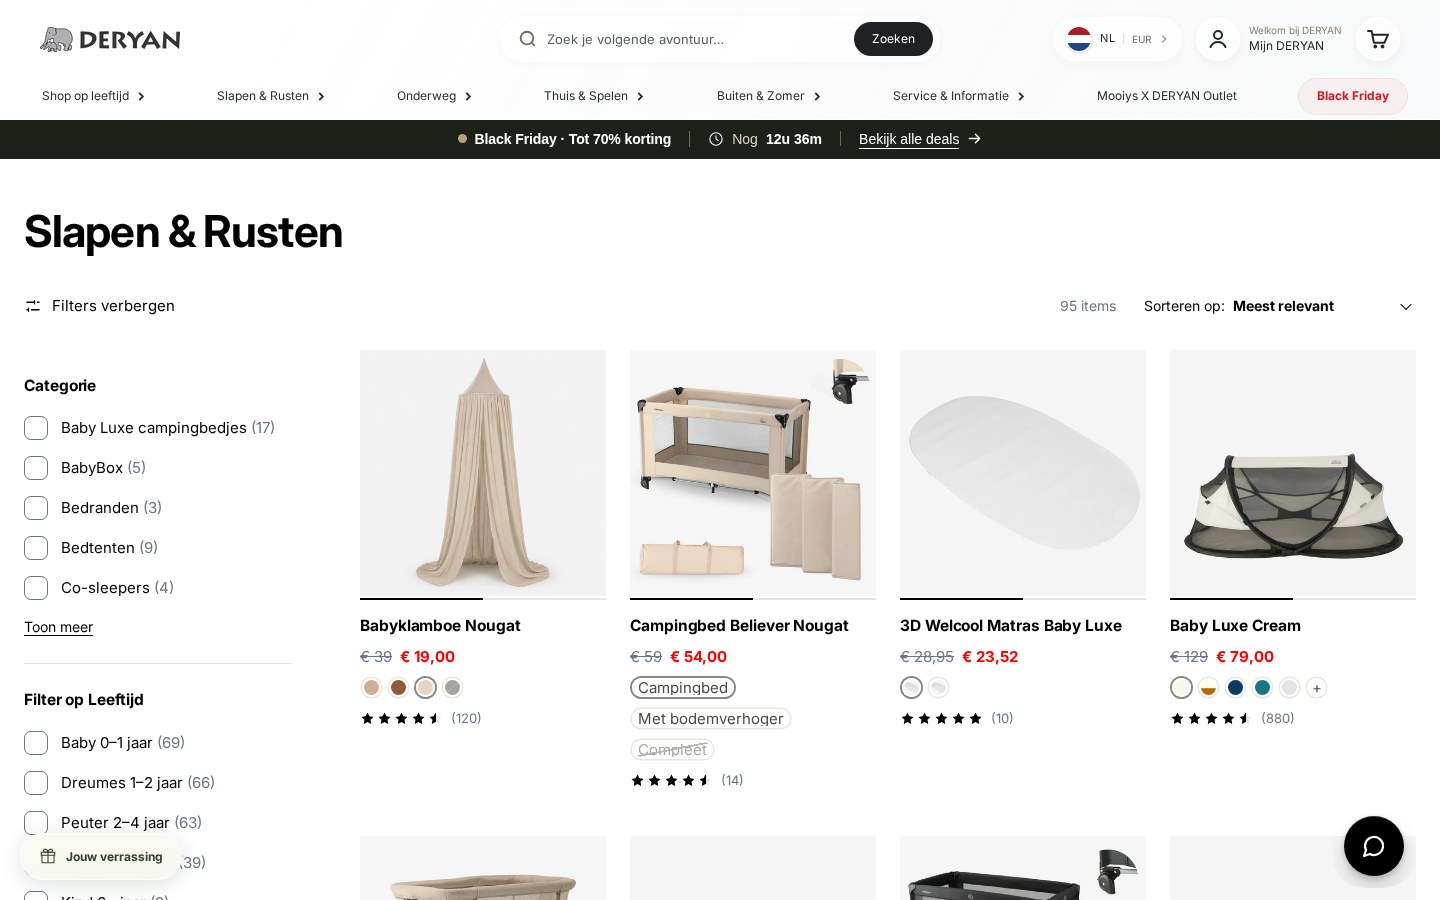 DERYAN
Zoek je volgende avontuur...
Zoeken
NL
EUR
Welkom bij DERYAN
Mijn DERYAN
Shop op leeftijd
Slapen & Rusten
Onderweg
Thuis & Spelen
Buiten & Zomer
Service & Informatie
Mooiys X DERYAN Outlet
Black Friday
Black Friday · Tot 70% korting
Nog 12u 36m
Bekijk alle deals
Slapen & Rusten
Filters verbergen
95 items
Sorteren op: Meest relevant
Categorie
Baby Luxe campingbedjes (17)
BabyBox (5)
Bedranden (3)
Bedtenten (9)
Co-sleepers (4)
Toon meer
Filter op Leeftijd
Baby 0–1 jaar (69)
Dreumes 1–2 jaar (66)
Peuter 2–4 jaar (63)
(39)
Jouw verrassing
Babyklamboe Nougat
€ 39 € 19,00
(120)
Campingbed Believer Nougat
€ 59 € 54,00
Campingbed
Met bodemverhoger
Compleet
(14)
3D Welcool Matras Baby Luxe
€ 28,95 € 23,52
(10)
Baby Luxe Cream
€ 129 € 79,00
+
(880)